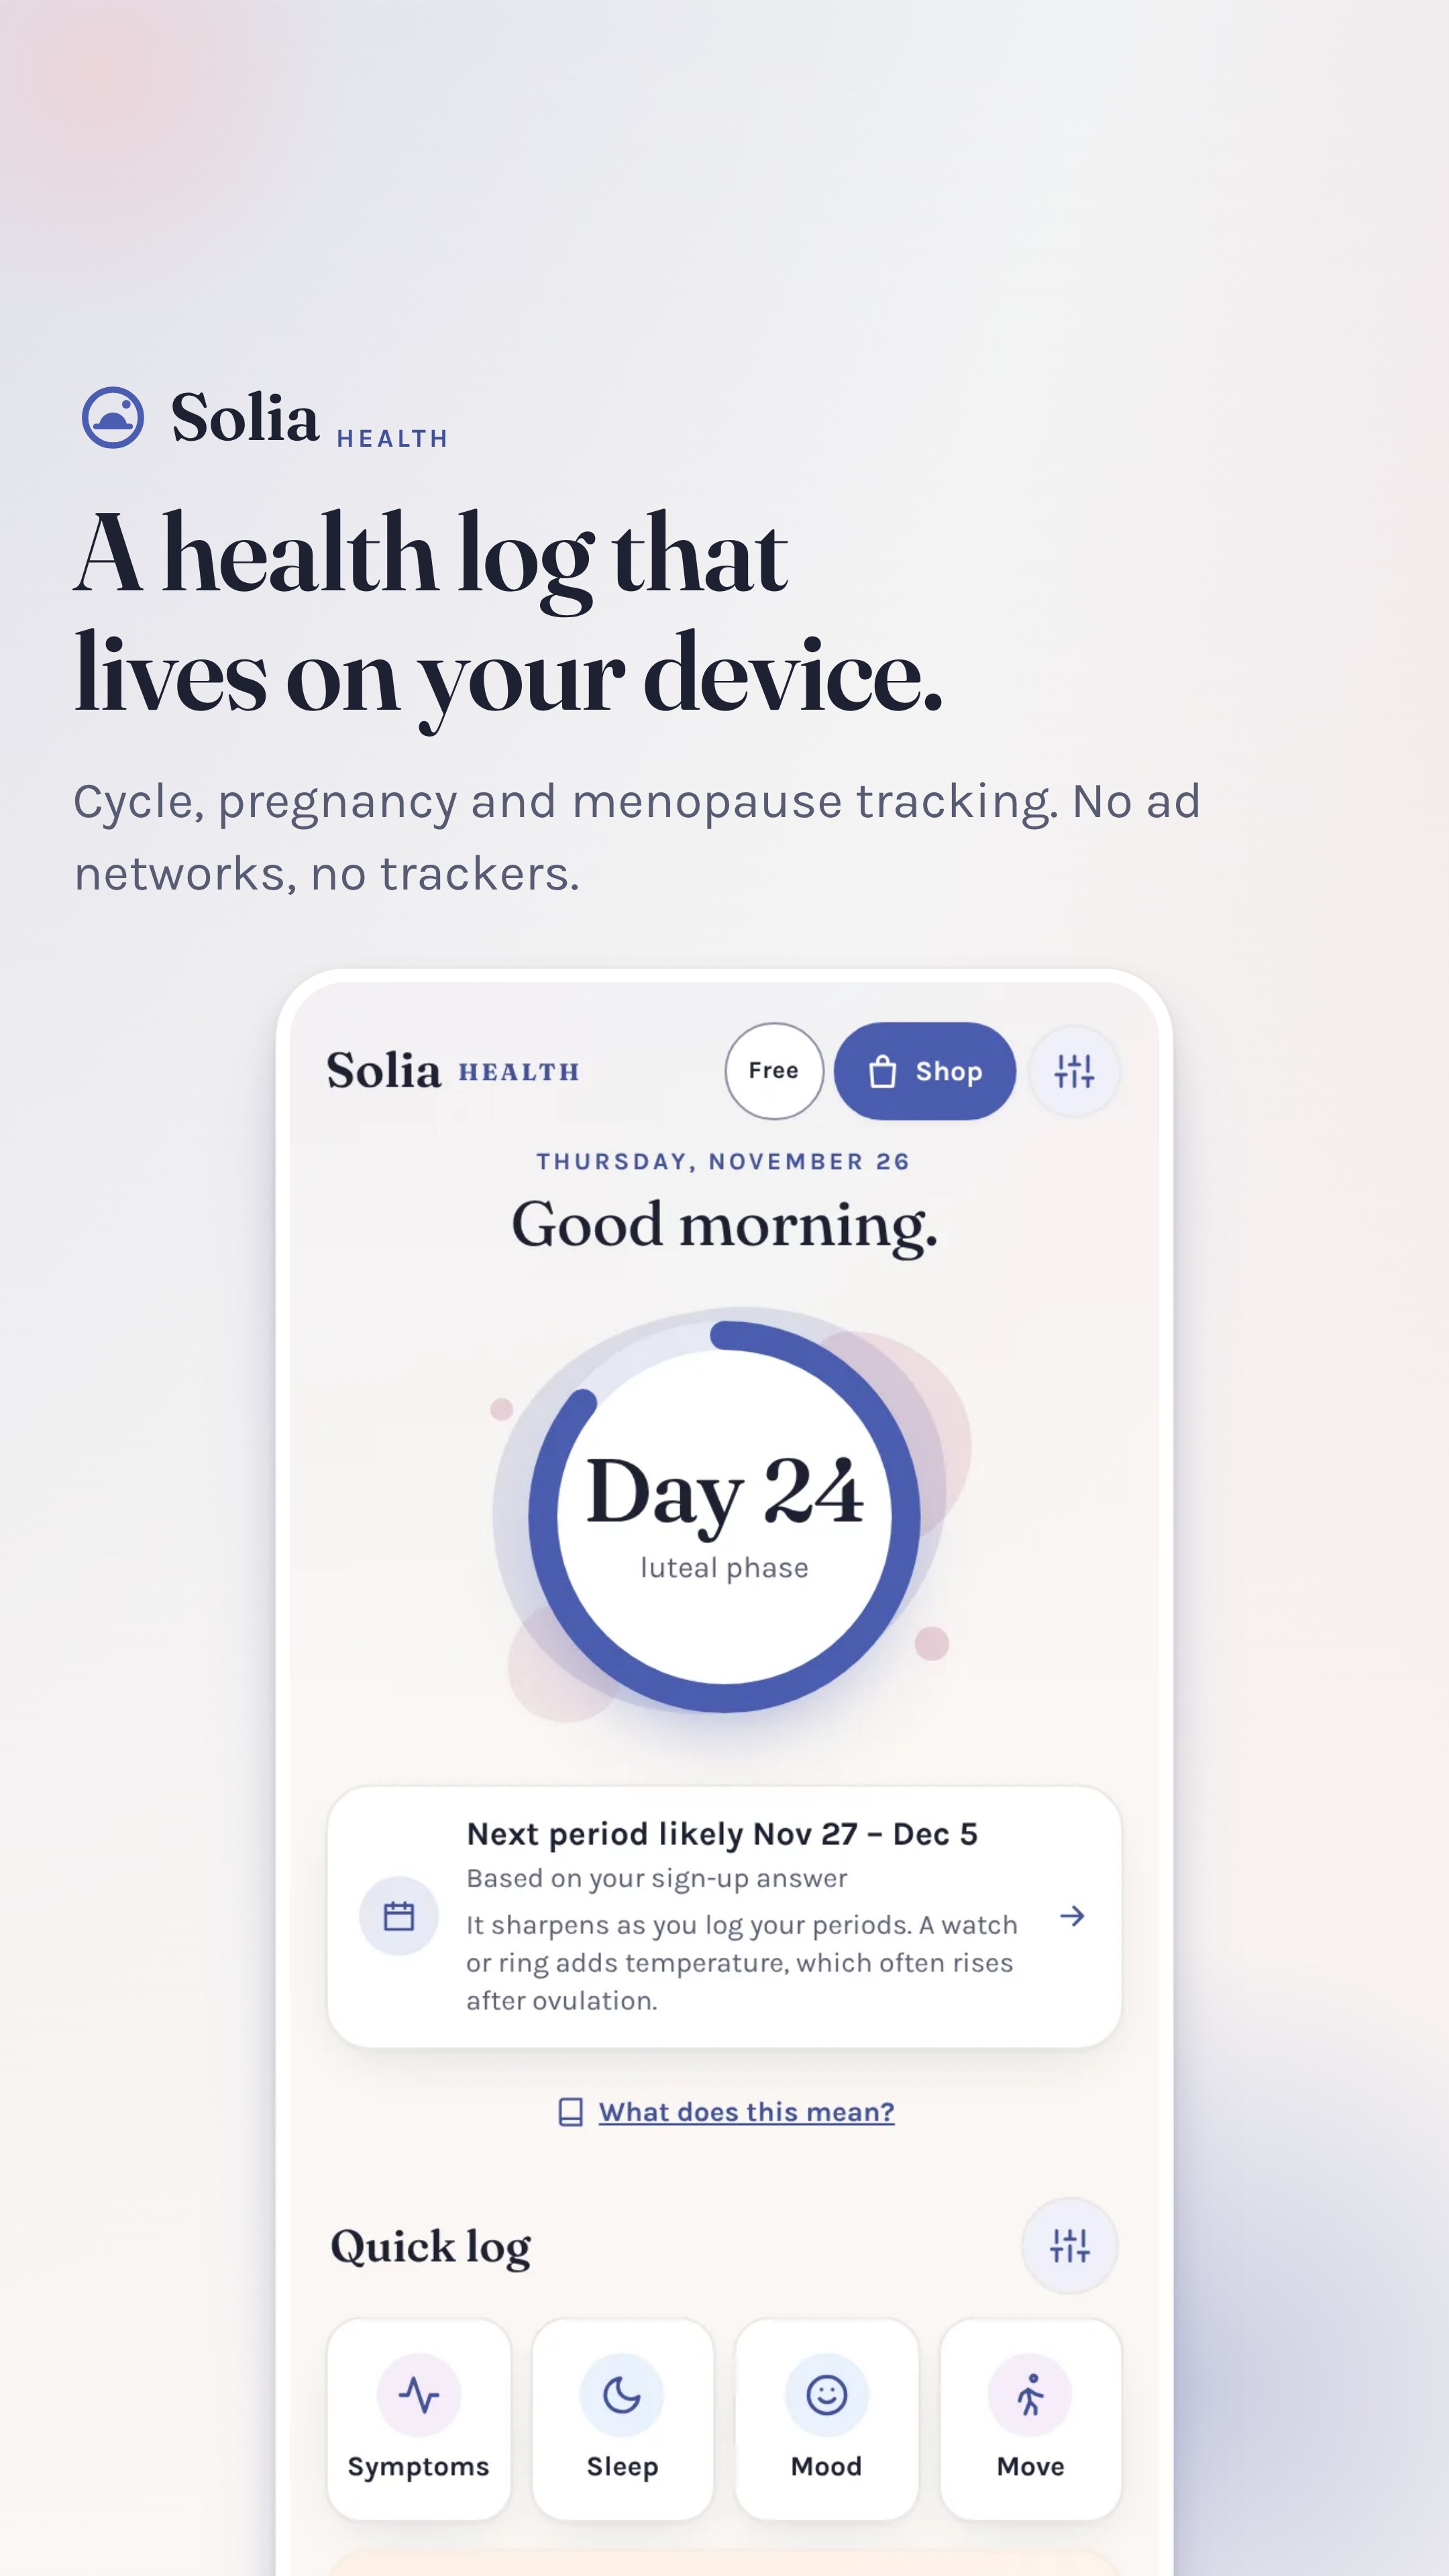 Solia HEALTH
A health log that
lives on your device.
Cycle, pregnancy and menopause tracking. No ad
networks, no trackers.
Solia HEALTH
Free
Shop
THURSDAY, NOVEMBER 26
Good morning.
Day 24
luteal phase
Next period likely Nov 27 – Dec 5
Based on your sign-up answer
It sharpens as you log your periods. A watch
or ring adds temperature, which often rises
after ovulation.
What does this mean?
Quick log
Symptoms
Sleep
Mood
Move